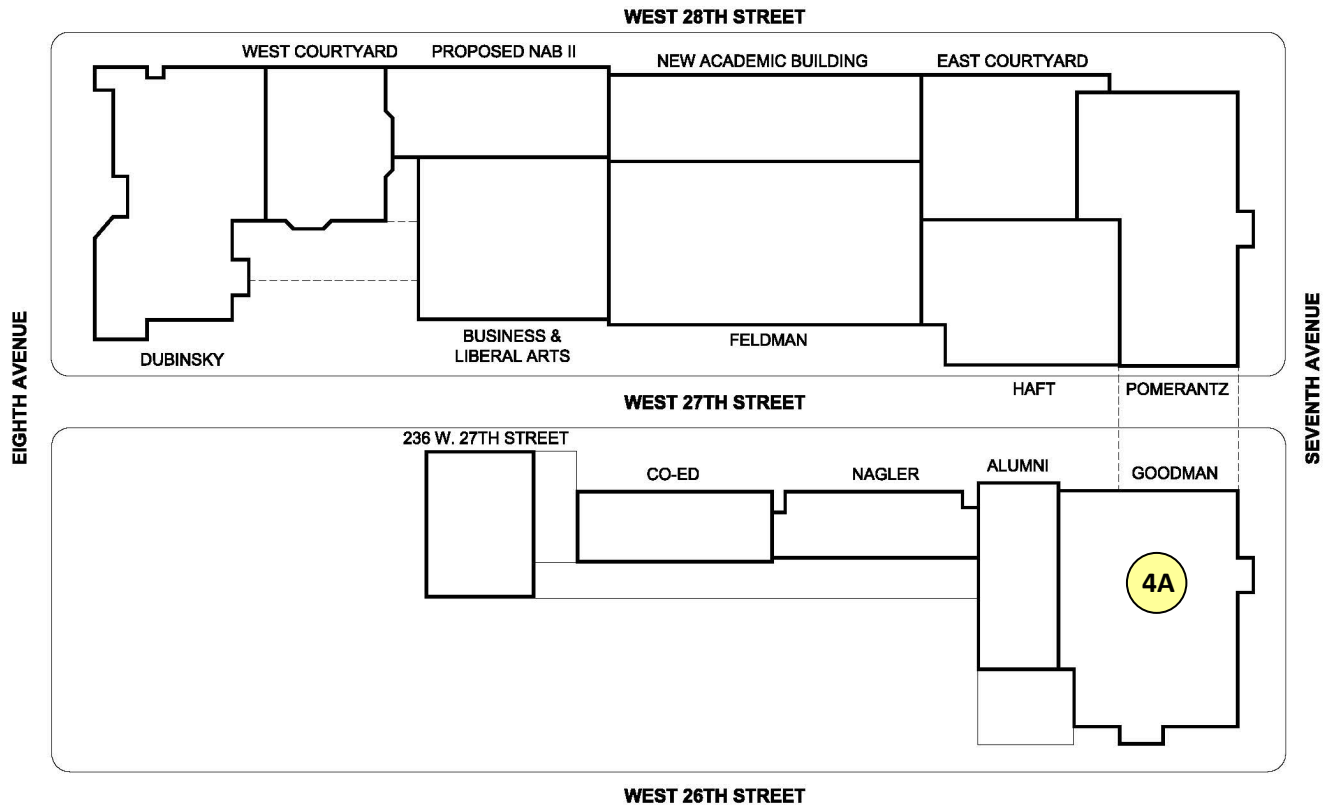 WEST 28TH STREET
WEST COURTYARD
PROPOSED NAB II
NEW ACADEMIC BUILDING
EAST COURTYARD
EIGHTH AVENUE
SEVENTH AVENUE
DUBINSKY
BUSINESS &
LIBERAL ARTS
FELDMAN
HAFT
POMERANTZ
WEST 27TH STREET
236 W. 27TH STREET
CO-ED
NAGLER
ALUMNI
GOODMAN
4A
WEST 26TH STREET